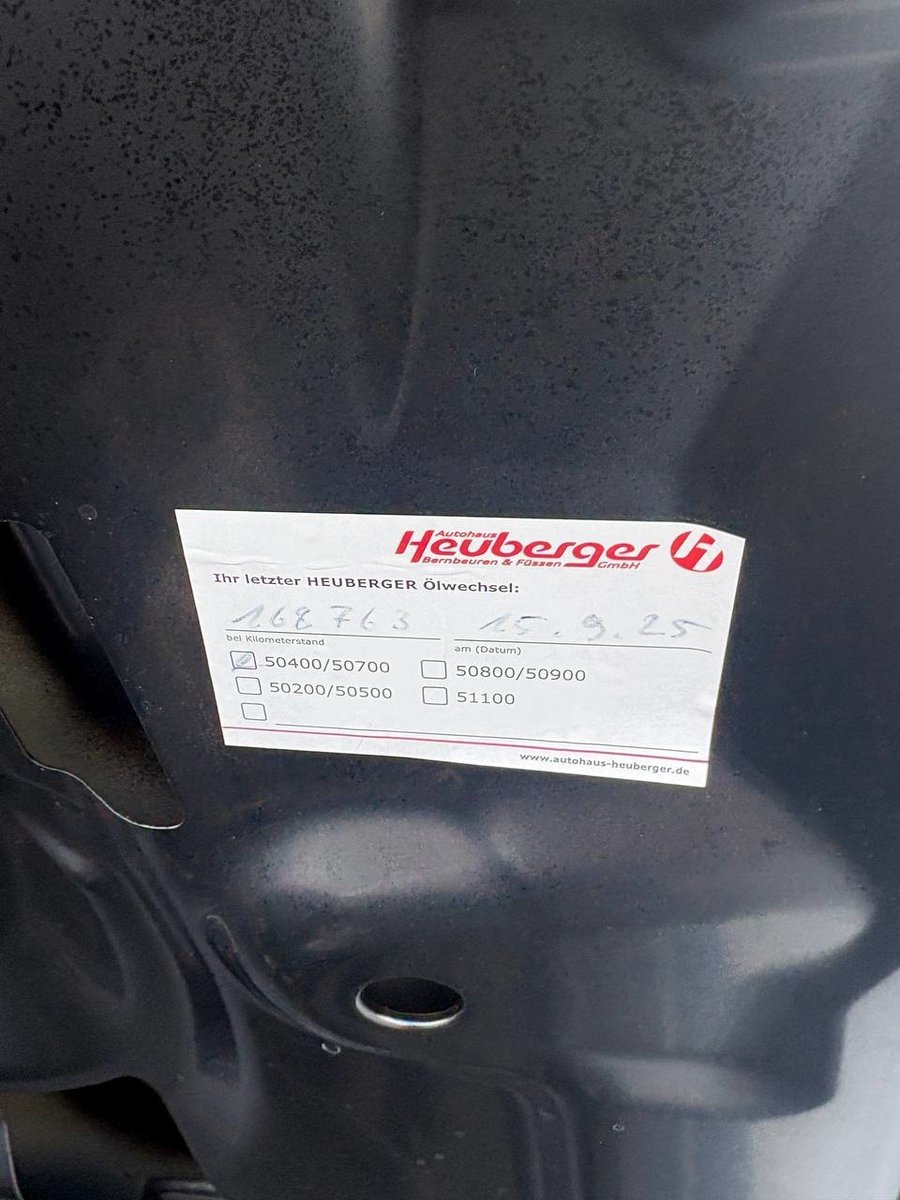 Autohaus
Heuberger
Bernbeuren & Füssen GmbH
Ihr letzter HEUBERGER Ölwechsel:
168763 15.9.25
bei Kilometerstand am (Datum)
50400/50700 50800/50900
50200/50500 51100
www.autohaus-heuberger.de